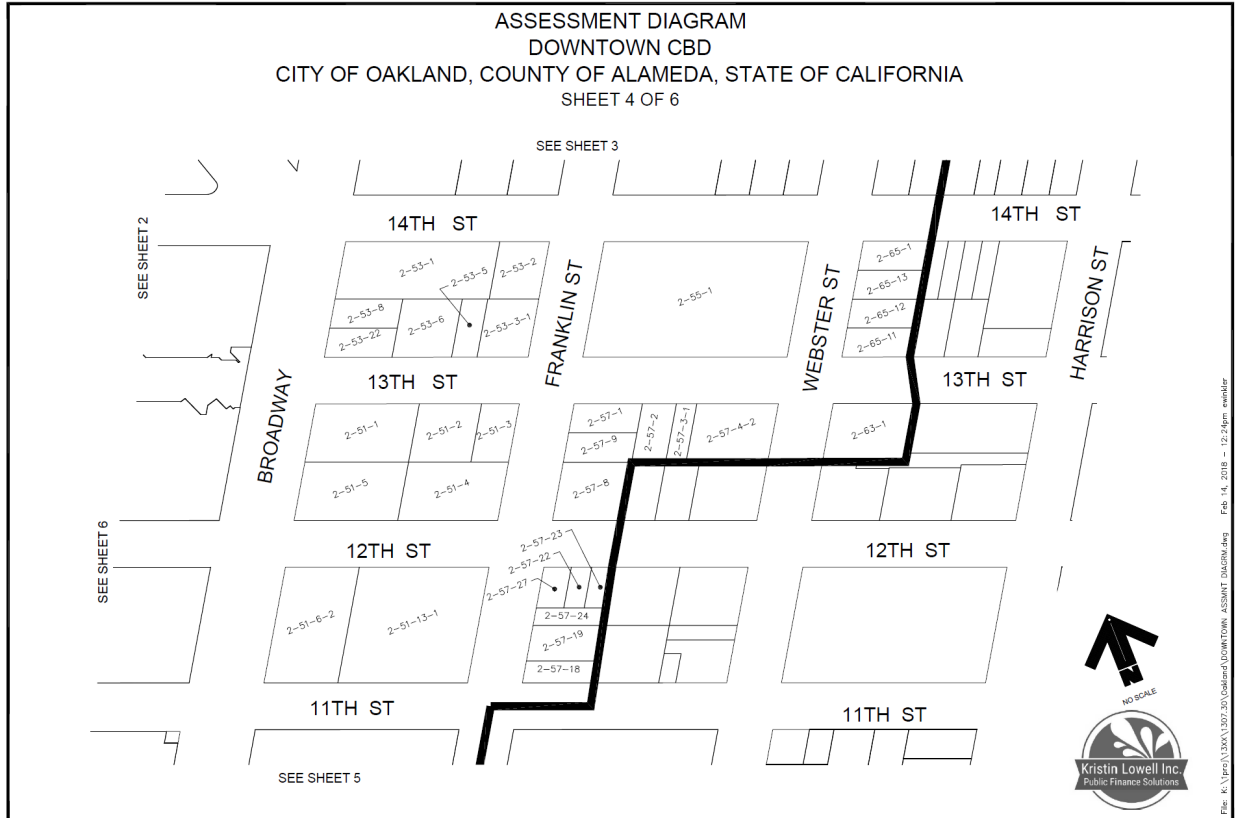 ASSESSMENT DIAGRAM
DOWNTOWN CBD
CITY OF OAKLAND, COUNTY OF ALAMEDA, STATE OF CALIFORNIA
SHEET 4 OF 6
SEE SHEET 3
SEE SHEET 2
14TH ST
14TH ST
2-53-1
2-53-5
2-53-2
2-53-8
2-53-22
2-53-6
2-53-3-1
FRANKLIN ST
2-55-1
WEBSTER ST
2-65-1
2-65-13
2-65-12
2-65-11
HARRISON ST
BROADWAY
13TH ST
13TH ST
2-51-1
2-51-2
2-51-3
2-51-5
2-51-4
2-57-1
2-57-9
2-57-2
2-57-3-1
2-57-4-2
2-57-8
2-63-1
SEE SHEET 6
12TH ST
12TH ST
2-57-23
2-57-22
2-57-27
2-51-6-2
2-51-13-1
2-57-24
2-57-19
2-57-18
11TH ST
11TH ST
SEE SHEET 5
N
NO SCALE
Kristin Lowell Inc.
Public Finance Solutions
File: K:\1proj\13XX\1307.30\Oakland\DOWNTOWN ASSMNT DIAGRM.dwg Feb 14, 2018 - 12:24pm ewinkler